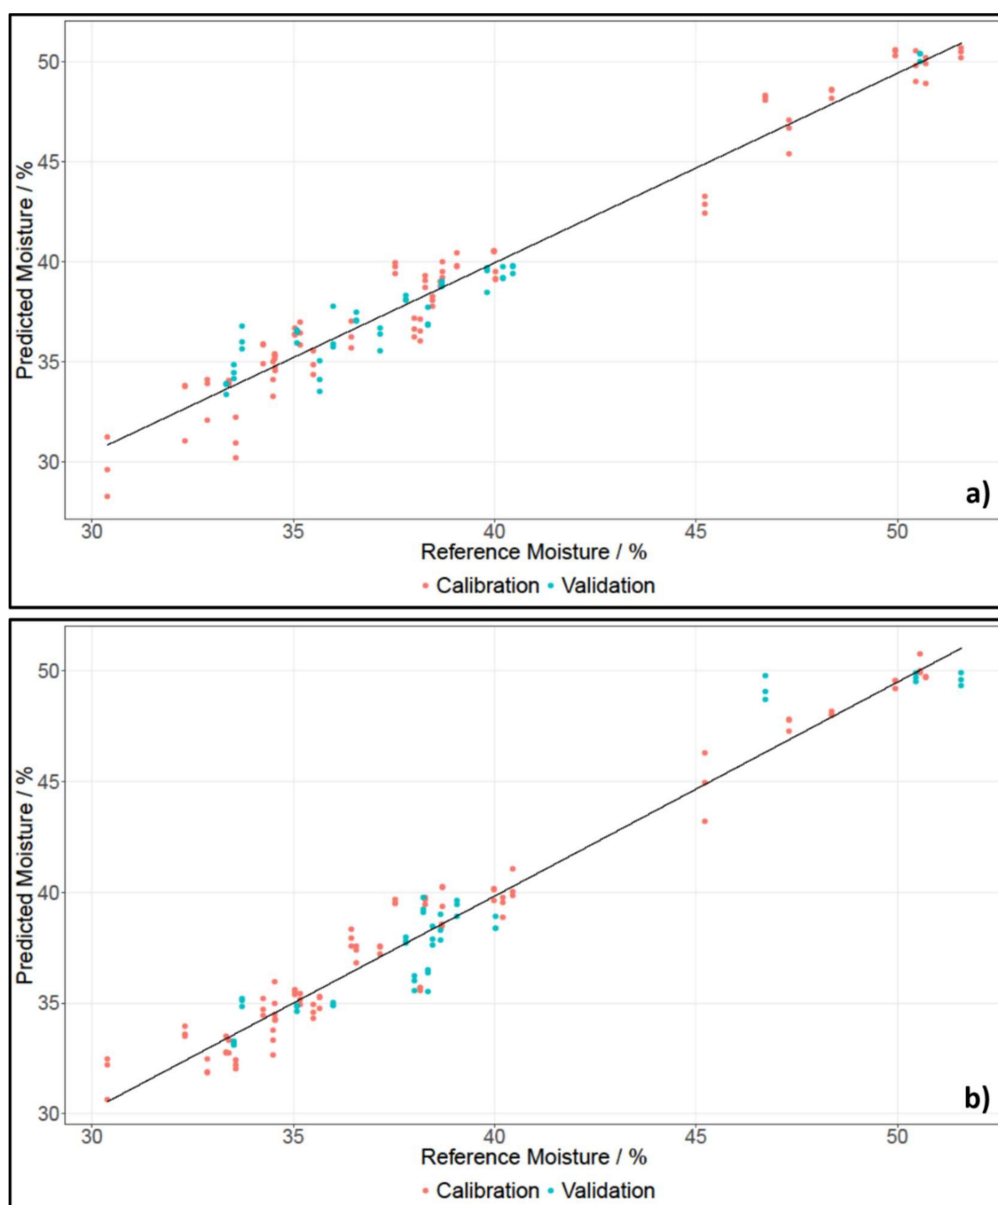 Predicted Moisture / %
50
45
40
35
30
a)
30 35 40 45 50
Reference Moisture / %
Calibration Validation
Predicted Moisture / %
50
45
40
35
30
b)
30 35 40 45 50
Reference Moisture / %
Calibration Validation